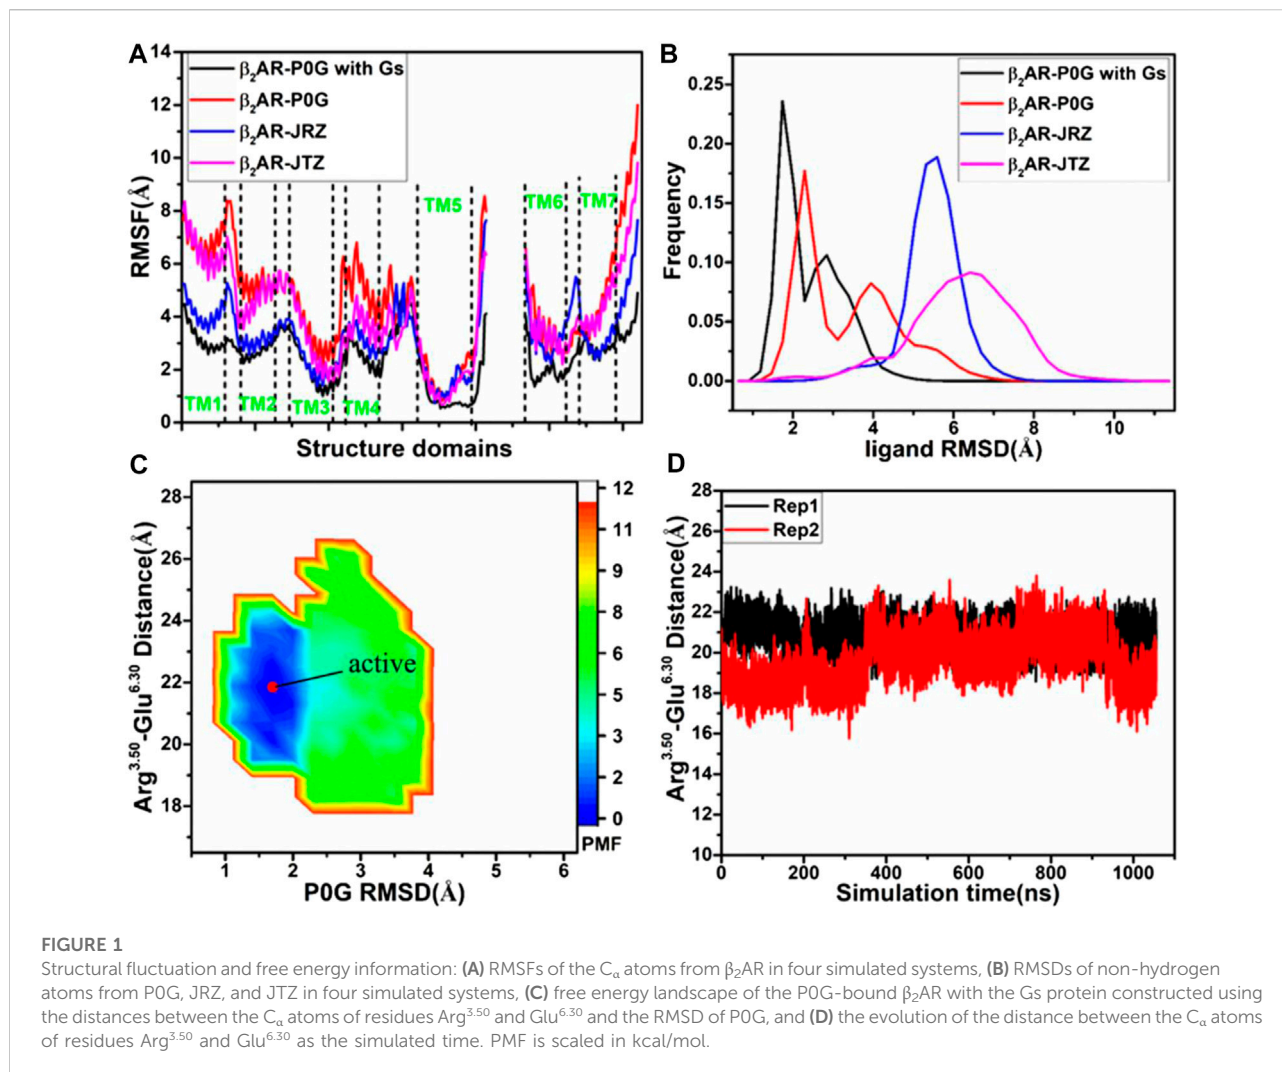 A
14
12
10
8
6
4
2
0
RMSF(Å)
β₂AR-P0G with Gs
β₂AR-P0G
β₂AR-JRZ
β₂AR-JTZ
TM1
TM2
TM3
TM4
TM5
TM6
TM7
Structure domains
B
0.25
0.20
0.15
0.10
0.05
0.00
Frequency
β₂AR-P0G with Gs
β₂AR-P0G
β₂AR-JRZ
β₂AR-JTZ
2 4 6 8 10
ligand RMSD(Å)
C
28
26
24
22
20
18
Arg³·⁵⁰-Glu⁶·³⁰ Distance(Å)
active
1 2 3 4 5 6
P0G RMSD(Å)
12
11
9
8
6
5
3
2
0
PMF
D
28
26
24
22
20
18
16
14
12
10
Arg³·⁵⁰-Glu⁶·³⁰ Distance(Å)
Rep1
Rep2
0 200 400 600 800 1000
Simulation time(ns)
FIGURE 1
Structural fluctuation and free energy information: (A) RMSFs of the Cα atoms from β₂AR in four simulated systems, (B) RMSDs of non-hydrogen
atoms from P0G, JRZ, and JTZ in four simulated systems, (C) free energy landscape of the P0G-bound β₂AR with the Gs protein constructed using
the distances between the Cα atoms of residues Arg³·⁵⁰ and Glu⁶·³⁰ and the RMSD of P0G, and (D) the evolution of the distance between the Cα atoms
of residues Arg³·⁵⁰ and Glu⁶·³⁰ as the simulated time. PMF is scaled in kcal/mol.